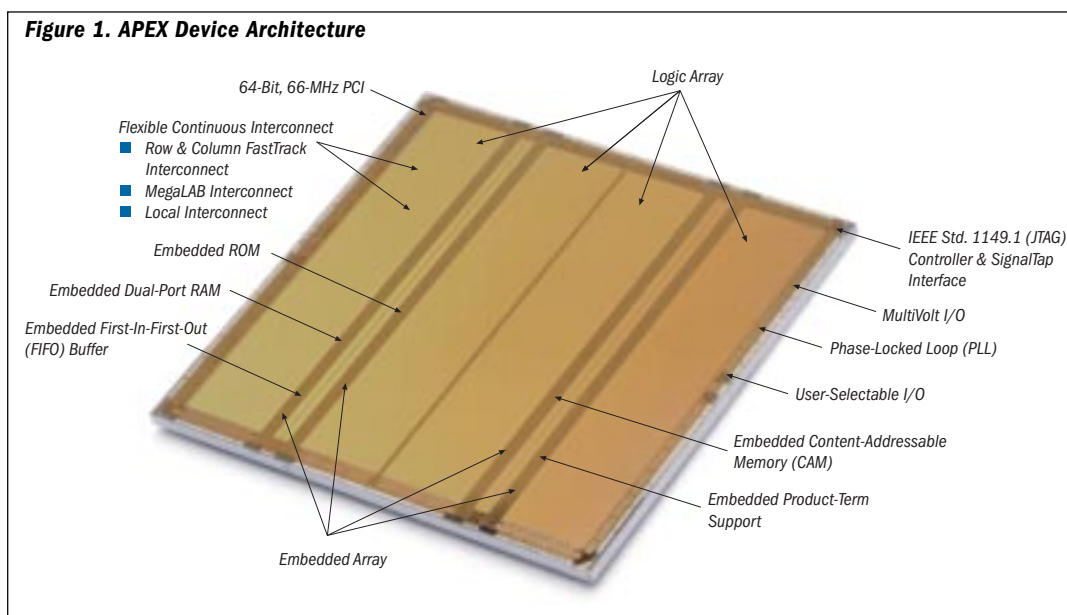 Figure 1. APEX Device Architecture
Logic Array
64-Bit, 66-MHz PCI
Flexible Continuous Interconnect
Row & Column FastTrack
Interconnect
MegaLAB Interconnect
Local Interconnect
IEEE Std. 1149.1 (JTAG)
Controller & SignalTap
Interface
Embedded ROM
Embedded Dual-Port RAM
MultiVolt I/O
Embedded First-In-First-Out
(FIFO) Buffer
Phase-Locked Loop (PLL)
User-Selectable I/O
Embedded Content-Addressable
Memory (CAM)
Embedded Product-Term
Support
Embedded Array